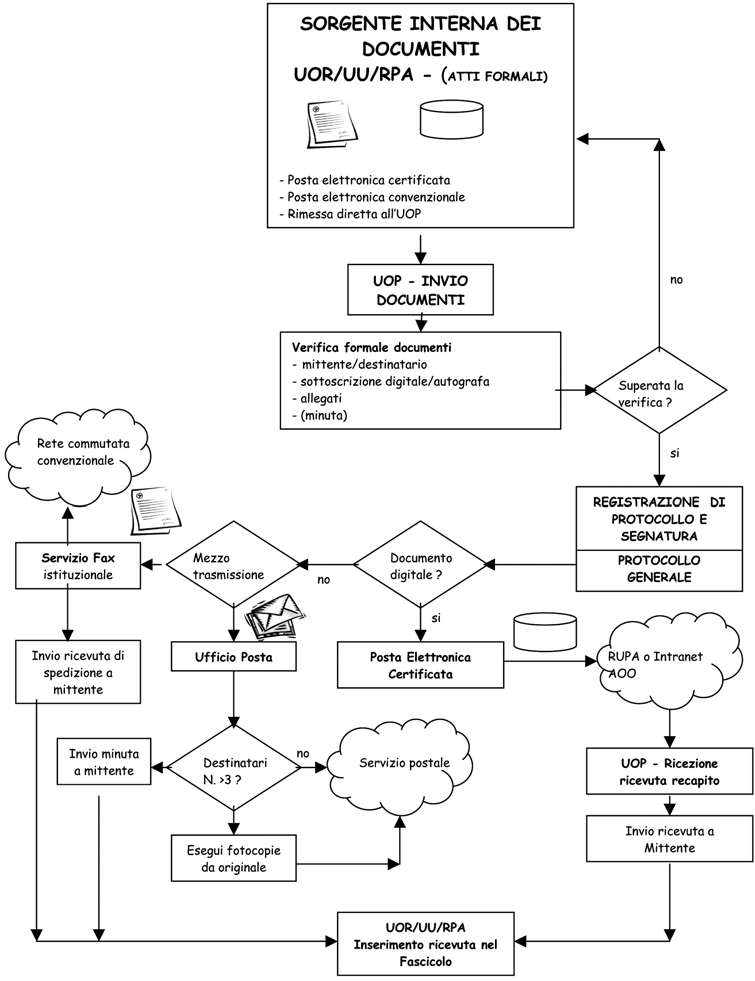 SORGENTE INTERNA DEI
DOCUMENTI
UOR/UU/RPA - (ATTI FORMALI)
- Posta elettronica certificata
- Posta elettronica convenzionale
- Rimessa diretta all'UOP
UOP - INVIO
DOCUMENTI
no
Verifica formale documenti
- mittente/destinatario
- sottoscrizione digitale/autografa
- allegati
- (minuta)
Superata la
verifica ?
si
Rete commutata
convenzionale
REGISTRAZIONE DI
PROTOCOLLO E
SEGNATURA
PROTOCOLLO
GENERALE
Servizio Fax
istituzionale
Mezzo
trasmissione
no
Documento
digitale ?
si
Invio ricevuta di
spedizione a
mittente
Ufficio Posta
Posta Elettronica
Certificata
RUPA o Intranet
AOO
Invio minuta
a mittente
Destinatari
N. >3 ?
no
Servizio postale
UOP - Ricezione
ricevuta recapito
Esegui fotocopie
da originale
Invio ricevuta a
Mittente
UOR/UU/RPA
Inserimento ricevuta nel
Fascicolo